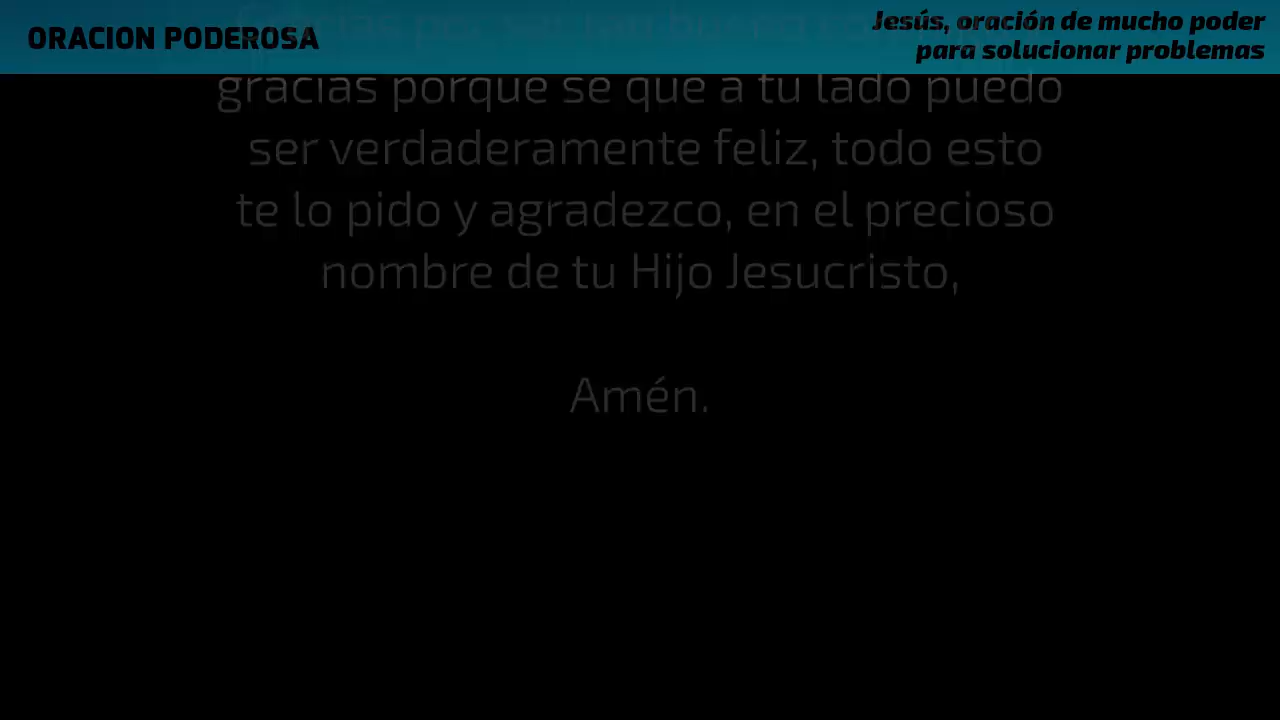 ORACION PODEROSA
Jesús, oración de mucho poder
para solucionar problemas
gracias porque se que a tu lado puedo
ser verdaderamente feliz, todo esto
te lo pido y agradezco, en el precioso
nombre de tu Hijo Jesucristo,
Amén.